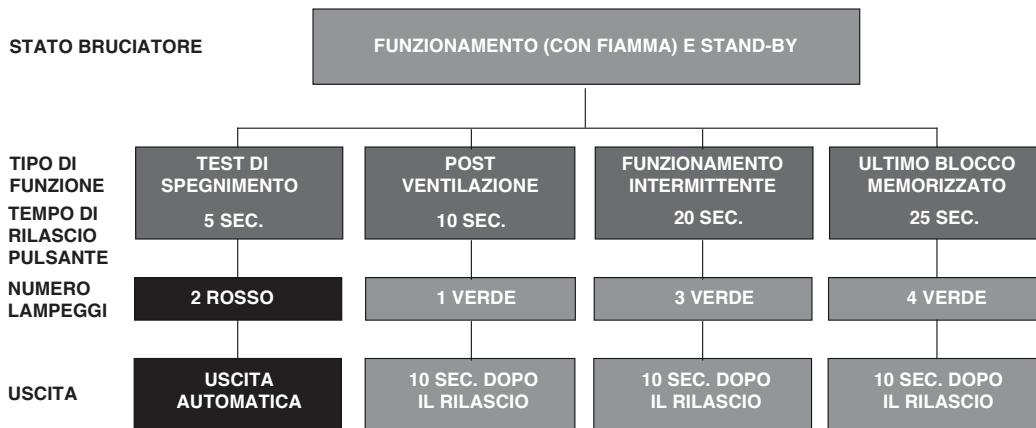 STATO BRUCIATORE
FUNZIONAMENTO (CON FIAMMA) E STAND-BY
TIPO DI
FUNZIONE
TEST DI
SPEGNIMENTO
POST
VENTILAZIONE
FUNZIONAMENTO
INTERMITTENTE
ULTIMO BLOCCO
MEMORIZZATO
TEMPO DI
RILASCIO
PULSANTE
5 SEC.
10 SEC.
20 SEC.
25 SEC.
NUMERO
LAMPEGGI
2 ROSSO
1 VERDE
3 VERDE
4 VERDE
USCITA
USCITA
AUTOMATICA
10 SEC. DOPO
IL RILASCIO
10 SEC. DOPO
IL RILASCIO
10 SEC. DOPO
IL RILASCIO